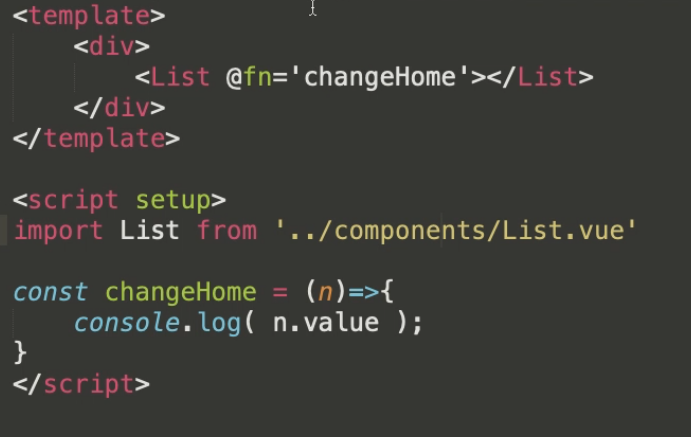 <template>
    <div>
        <List @fn='changeHome'></List>
    </div>
</template>

<script setup>
import List from '../components/List.vue'

const changeHome = (n)=>{
    console.log( n.value );
}
</script>